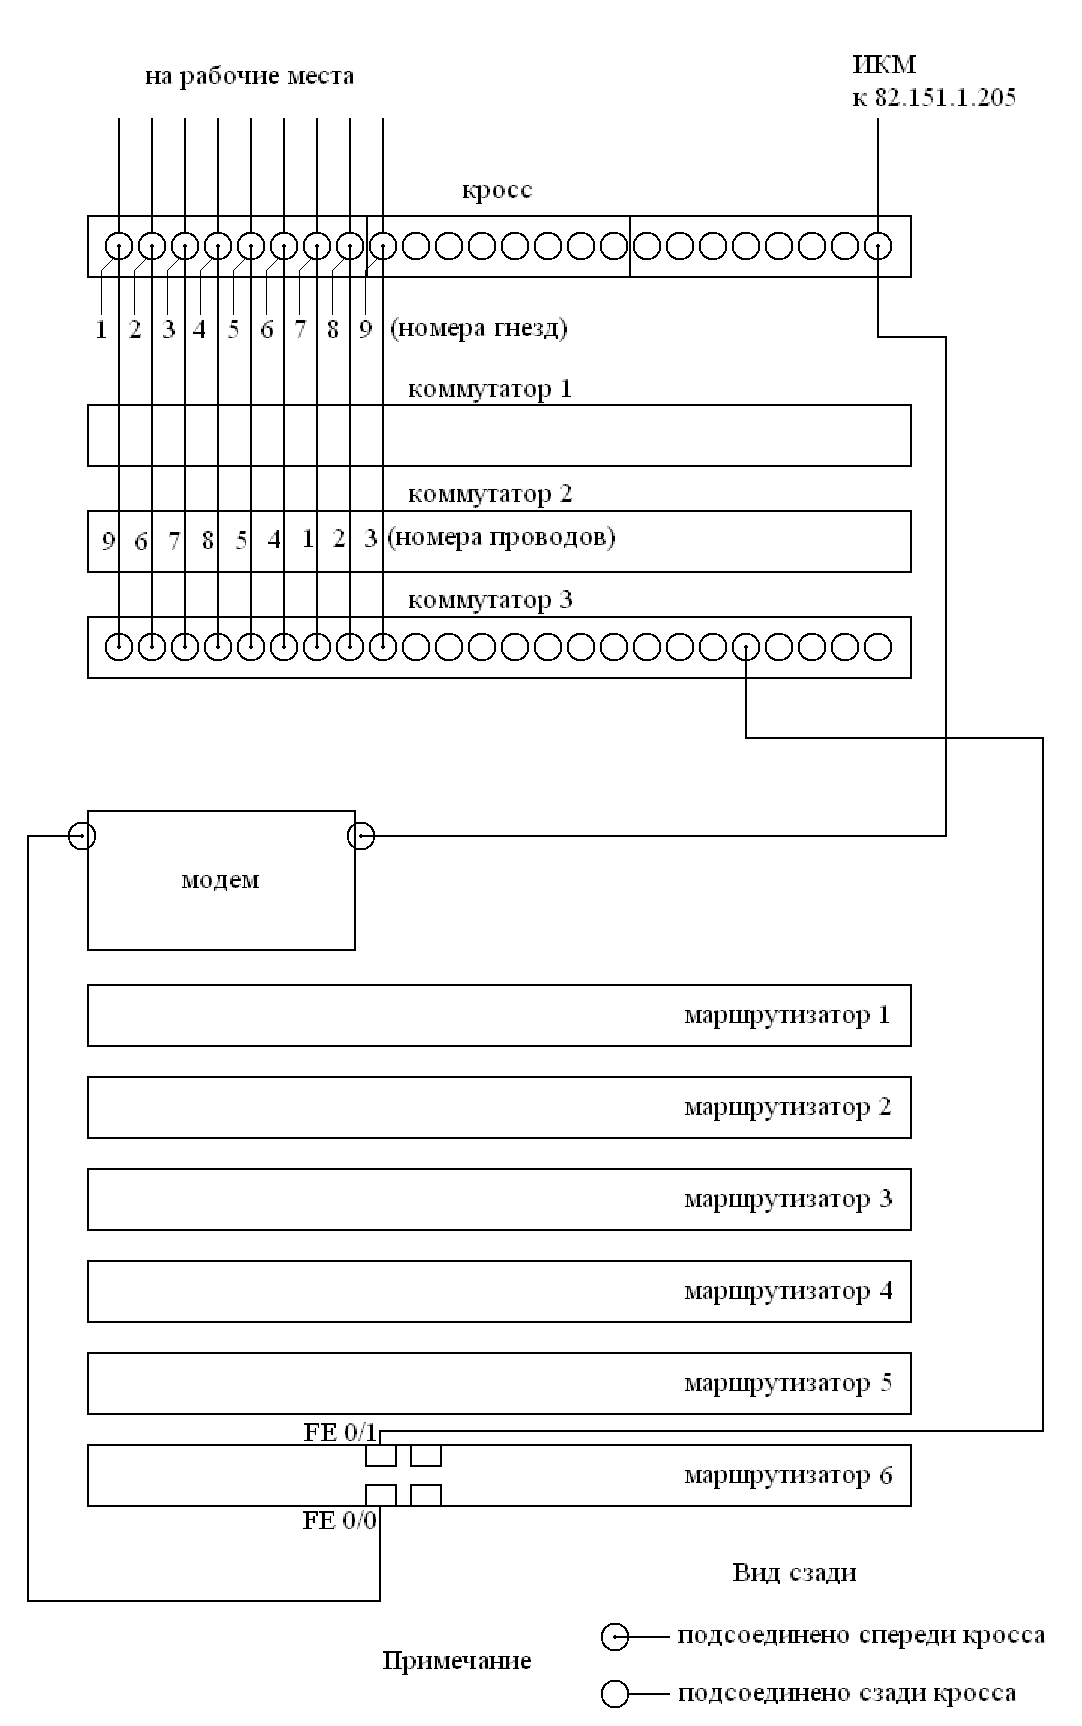 на рабочие места
ИКМ
к 82.151.1.205
кросс
1 2 3 4 5 6 7 8 9 (номера гнезд)
коммутатор 1
коммутатор 2
9 6 7 8 5 4 1 2 3 (номера проводов)
коммутатор 3
модем
маршрутизатор 1
маршрутизатор 2
маршрутизатор 3
маршрутизатор 4
маршрутизатор 5
FE 0/1
маршрутизатор 6
FE 0/0
Вид сзади
подсоединено спереди кросса
Примечание
подсоединено сзади кросса